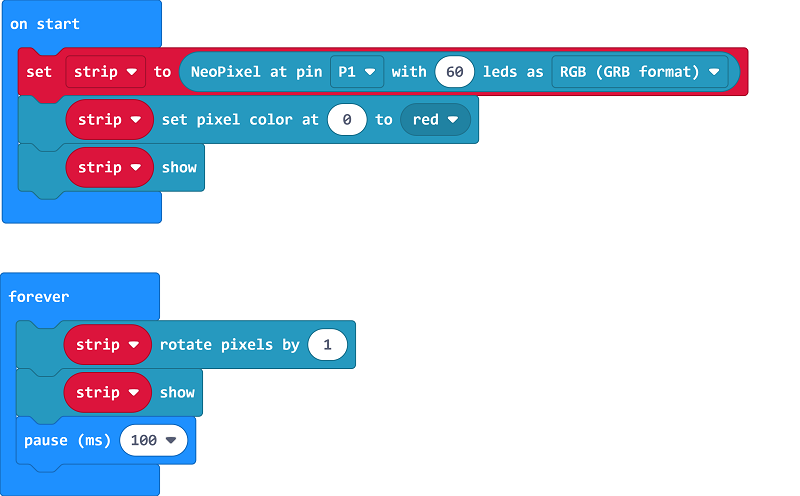 on start
set strip to NeoPixel at pin P1 with 60 leds as RGB (GRB format)
strip set pixel color at 0 to red
strip show
forever
strip rotate pixels by 1
strip show
pause (ms) 100